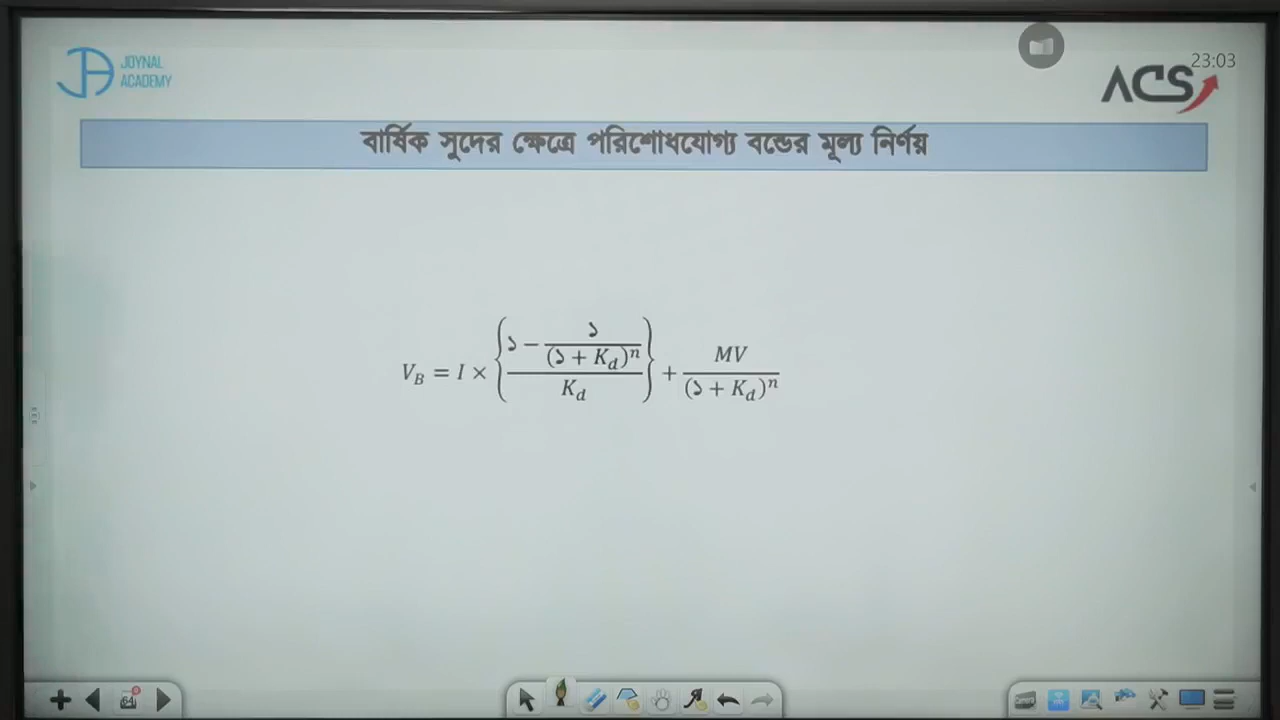 JOYNAL
ACADEMY
23:03
ACS
বার্ষিক সুদের ক্ষেত্রে পরিশোধযোগ্য বন্ডের মূল্য নির্ণয়
V_B = I × {(১ − ১/(১ + K_d)^n)/K_d} + MV/(১ + K_d)^n